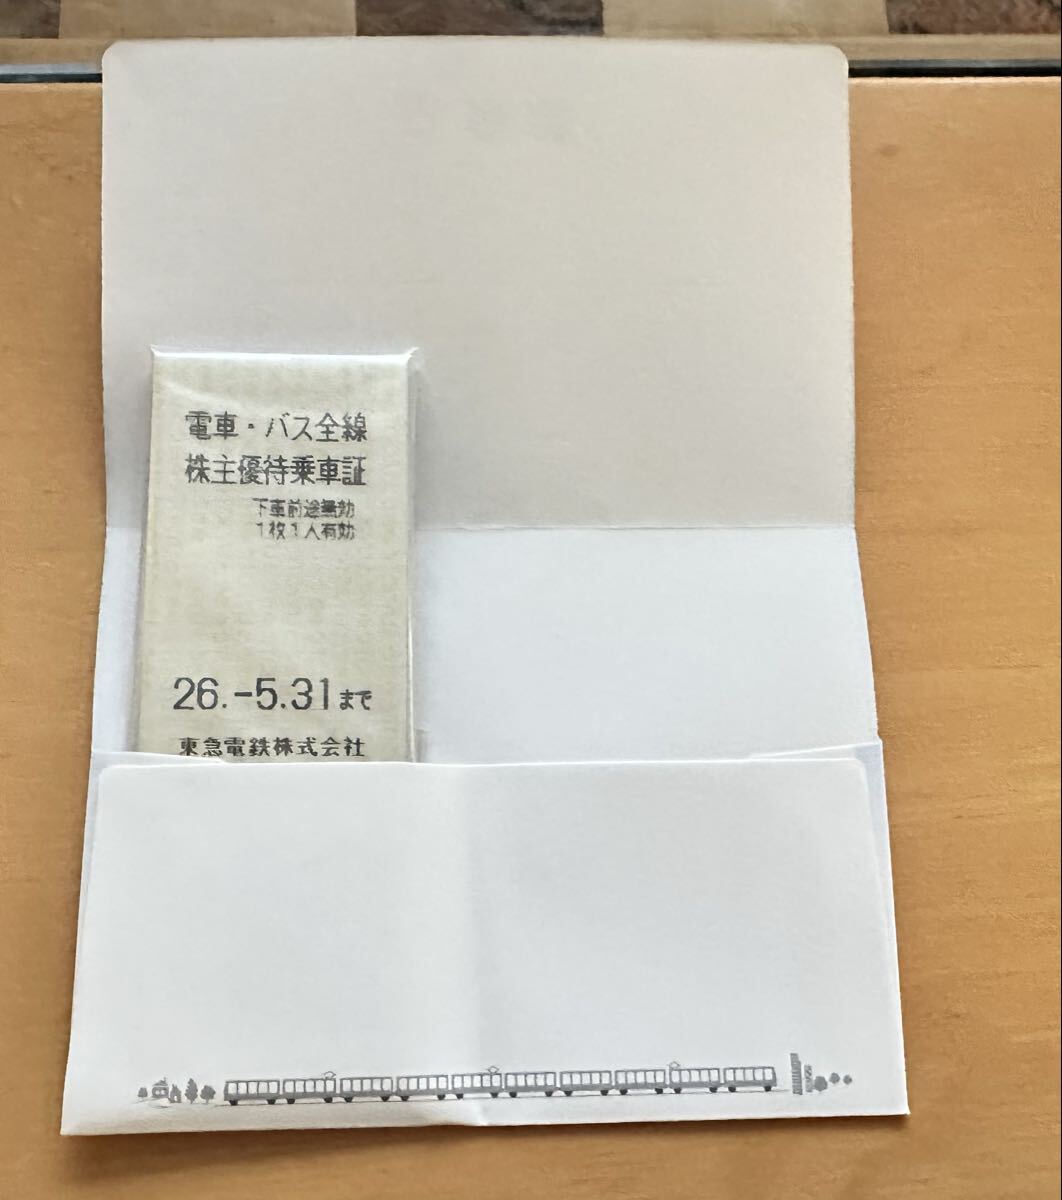 電車・バス全線
株主優待乗車証
下車前途無効
1枚1人有効
26.-5.31まで
東急電鉄株式会社